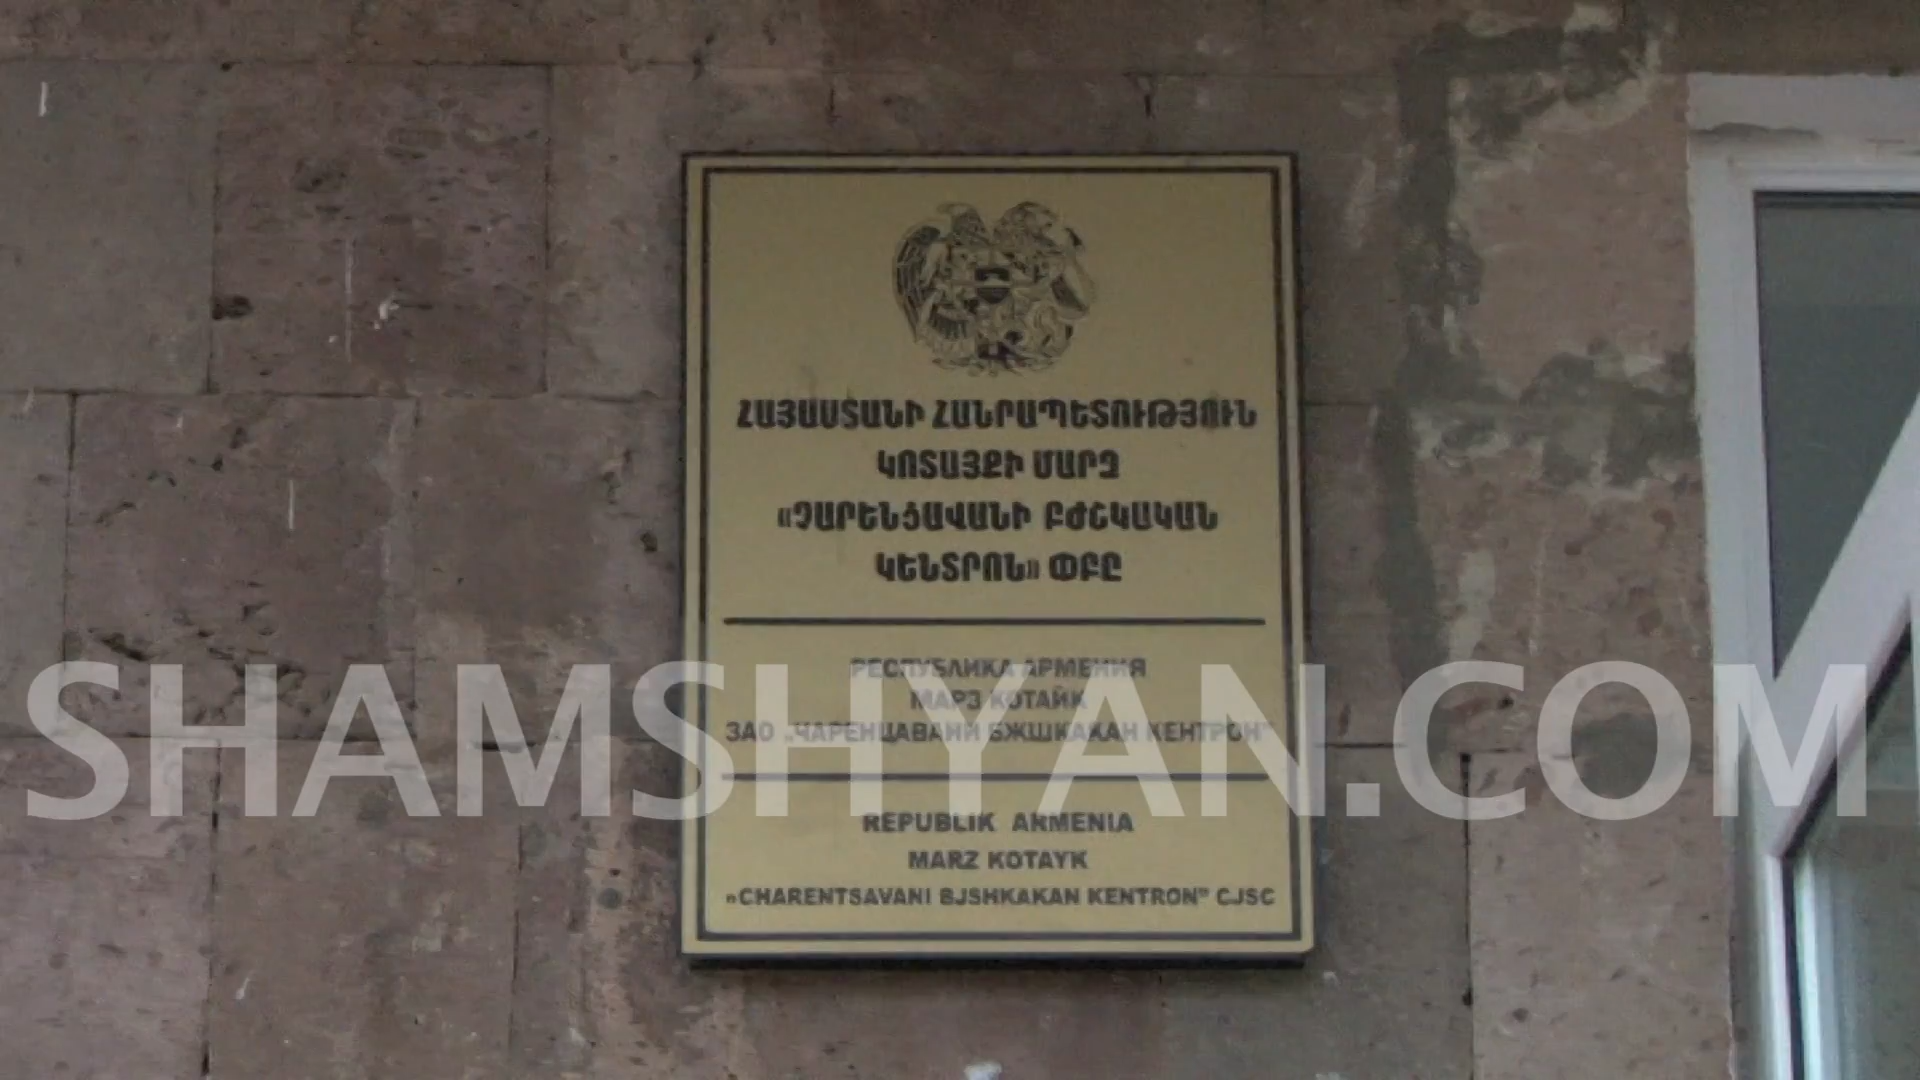 ՀԱՅԱՍՏԱՆԻ ՀԱՆՐԱՊԵՏՈՒԹՅՈՒՆ
ԿՈՏԱՅՔԻ ՄԱՐԶ
«ՉԱՐԵՆՑԱՎԱՆԻ ԲԺՇԿԱԿԱՆ
ԿԵՆՏՐՈՆ» ՓԲԸ
РЕСПУБЛИКА АРМЕНИЯ
МАРЗ КОТАЙК
ЗАО „ЧАРЕНЦАВАНИ БЖШКАКАН КЕНТРОН"
SHAMSHYAN.COM
REPUBLIK ARMENIA
MARZ KOTAYK
„CHARENTSAVANI BJSHKAKAN KENTRON" CJSC